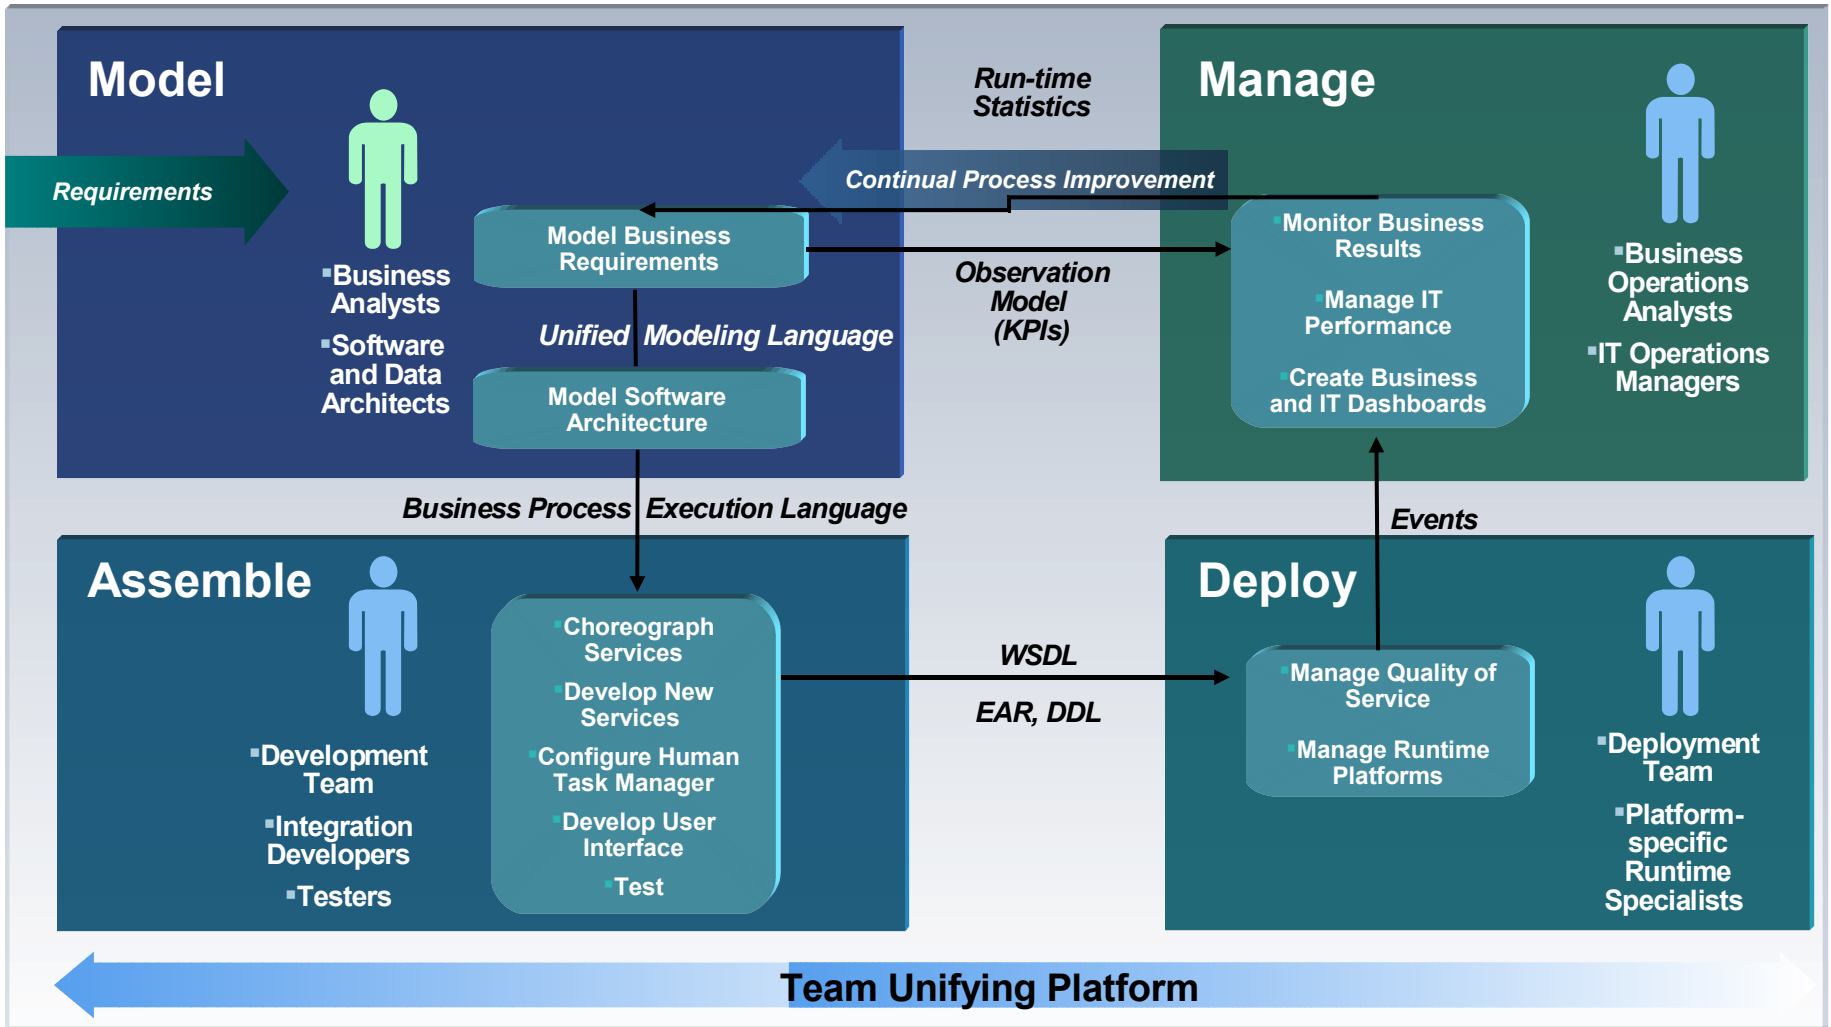 Model
Requirements
▪Business
Analysts
▪Software
and Data
Architects
Model Business
Requirements
Unified Modeling Language
Model Software
Architecture
Run-time
Statistics
Continual Process Improvement
Observation
Model
(KPIs)
Manage
▪Monitor Business
Results
▪Manage IT
Performance
▪Create Business
and IT Dashboards
▪Business
Operations
Analysts
▪IT Operations
Managers
Business Process Execution Language
Events
Assemble
▪Development
Team
▪Integration
Developers
▪Testers
▪Choreograph
Services
▪Develop New
Services
▪Configure Human
Task Manager
▪Develop User
Interface
▪Test
WSDL
EAR, DDL
Deploy
▪Manage Quality of
Service
▪Manage Runtime
Platforms
▪Deployment
Team
▪Platform-
specific
Runtime
Specialists
Team Unifying Platform